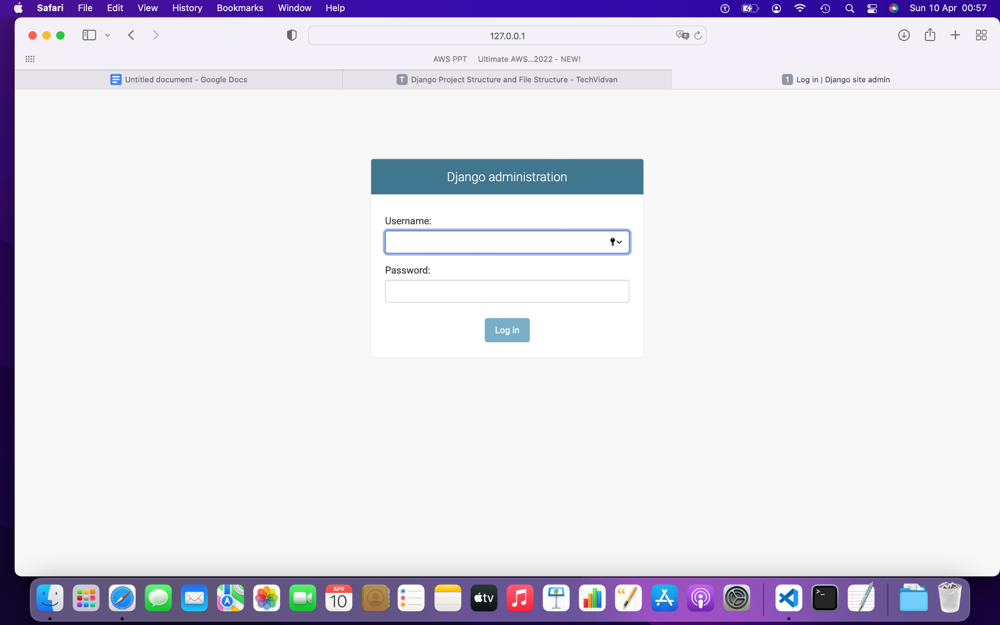 Safari File Edit View History Bookmarks Window Help Sun 10 Apr 00:57
127.0.0.1
AWS PPT Ultimate AWS...2022 - NEW!
Untitled document - Google Docs T Django Project Structure and File Structure - TechVidvan 1 Log in | Django site admin
Django administration
Username:
Password:
Log in
APR
10
tv
>_